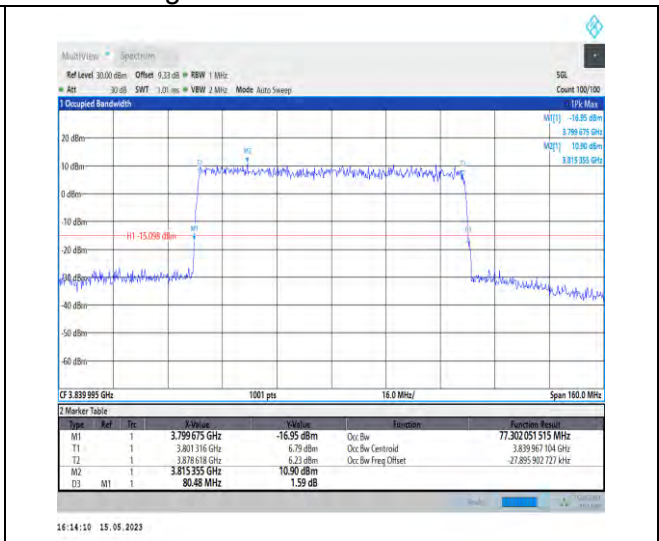 MultiView Spectrum
Ref Level 30.00 dBm Offset 9.33 dB RBW 1 MHz SGL
Att 30 dB SWT 1.01 ms VBW 2 MHz Mode Auto Sweep Count 100/100
1 Occupied Bandwidth 1Pk Max
M1[1] -16.95 dBm
3.799 675 GHz
M2[1] 10.90 dBm
3.815 355 GHz
20 dBm
M2
T1
10 dBm
0 dBm
-10 dBm
M1
H1 -15.098 dBm
-20 dBm
-30 dBm
-40 dBm
-50 dBm
-60 dBm
CF 3.839 995 GHz 1001 pts 16.0 MHz/ Span 160.0 MHz
2 Marker Table
Type Ref Trc X-Value Y-Value Function Function Result
M1 1 3.799 675 GHz -16.95 dBm Occ Bw 77.302 051 515 MHz
T1 1 3.801 316 GHz 6.79 dBm Occ Bw Centroid 3.839 967 104 GHz
T2 1 3.878 618 GHz 6.23 dBm Occ Bw Freq Offset -27.895 902 727 kHz
M2 1 3.815 355 GHz 10.90 dBm
D3 M1 1 80.48 MHz 1.59 dB
16:14:10 15.05.2023